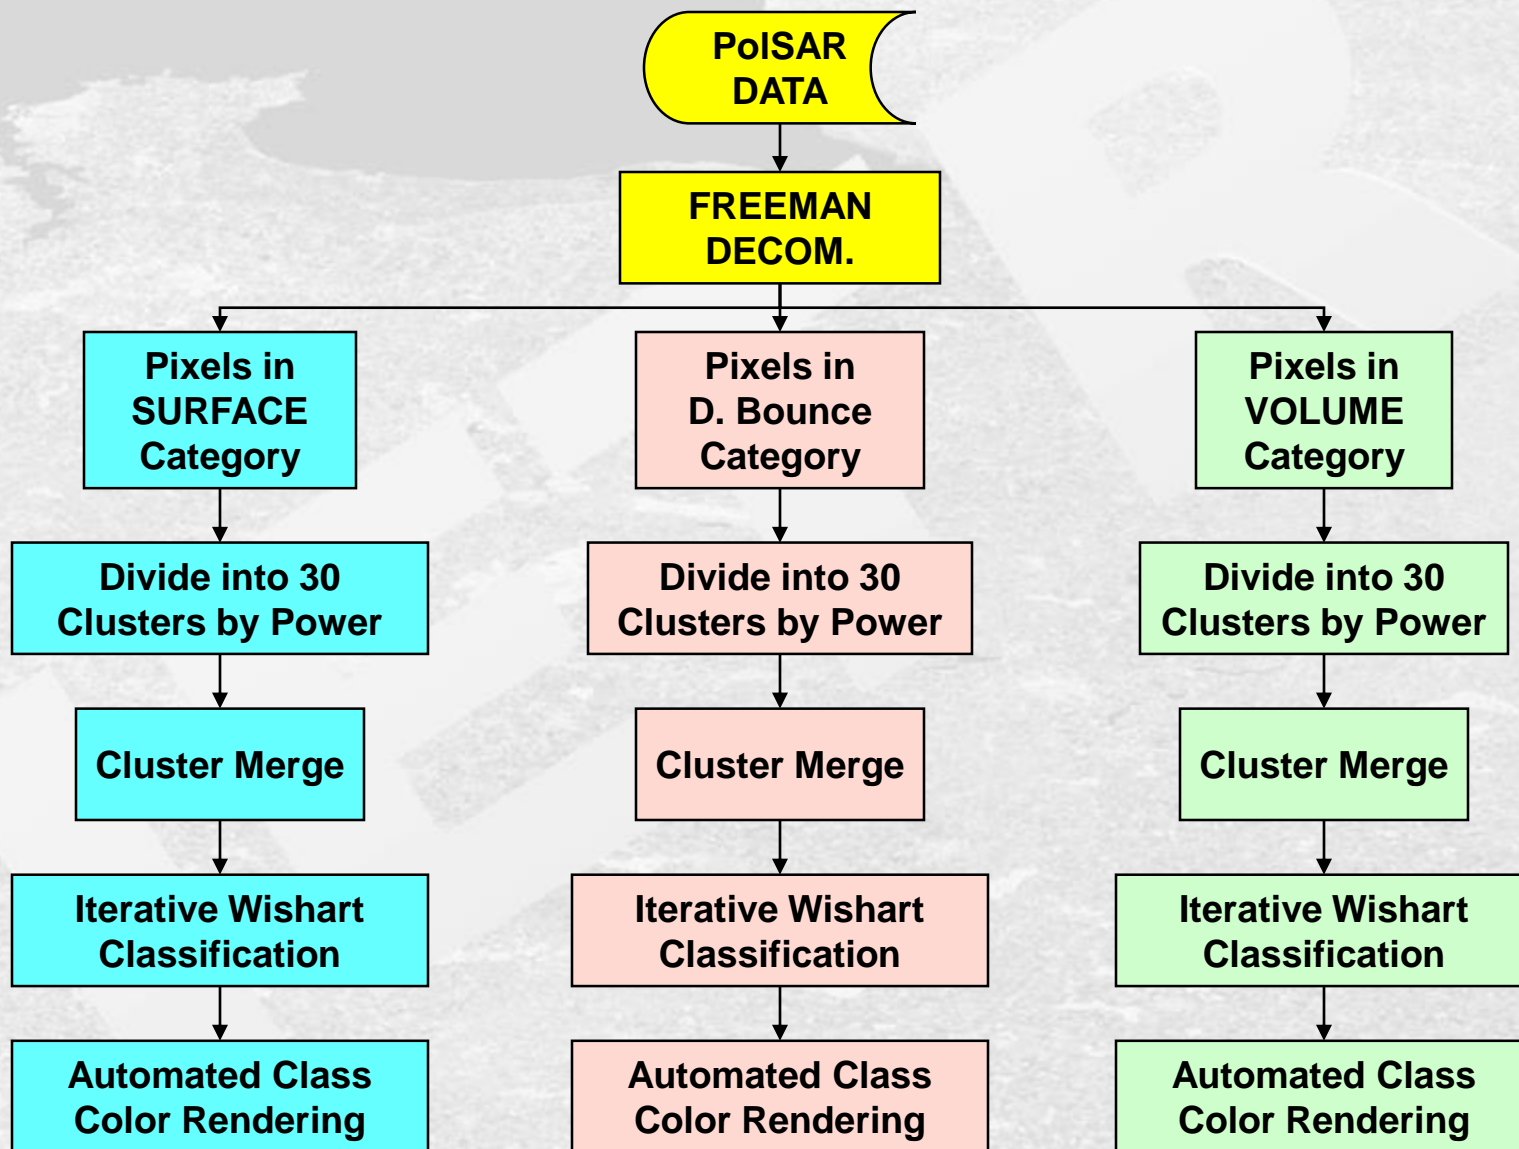 PolSAR
DATA
FREEMAN
DECOM.
Pixels in
SURFACE
Category
Pixels in
D. Bounce
Category
Pixels in
VOLUME
Category
Divide into 30
Clusters by Power
Divide into 30
Clusters by Power
Divide into 30
Clusters by Power
Cluster Merge
Cluster Merge
Cluster Merge
Iterative Wishart
Classification
Iterative Wishart
Classification
Iterative Wishart
Classification
Automated Class
Color Rendering
Automated Class
Color Rendering
Automated Class
Color Rendering